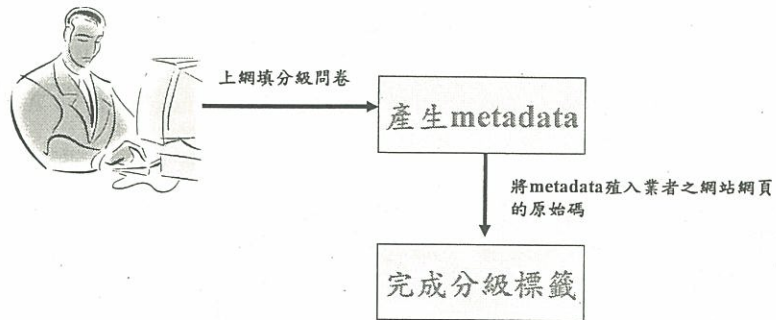 上網填分級問卷
產生metadata
將metadata殖入業者之網站網頁
的原始碼
完成分級標籤